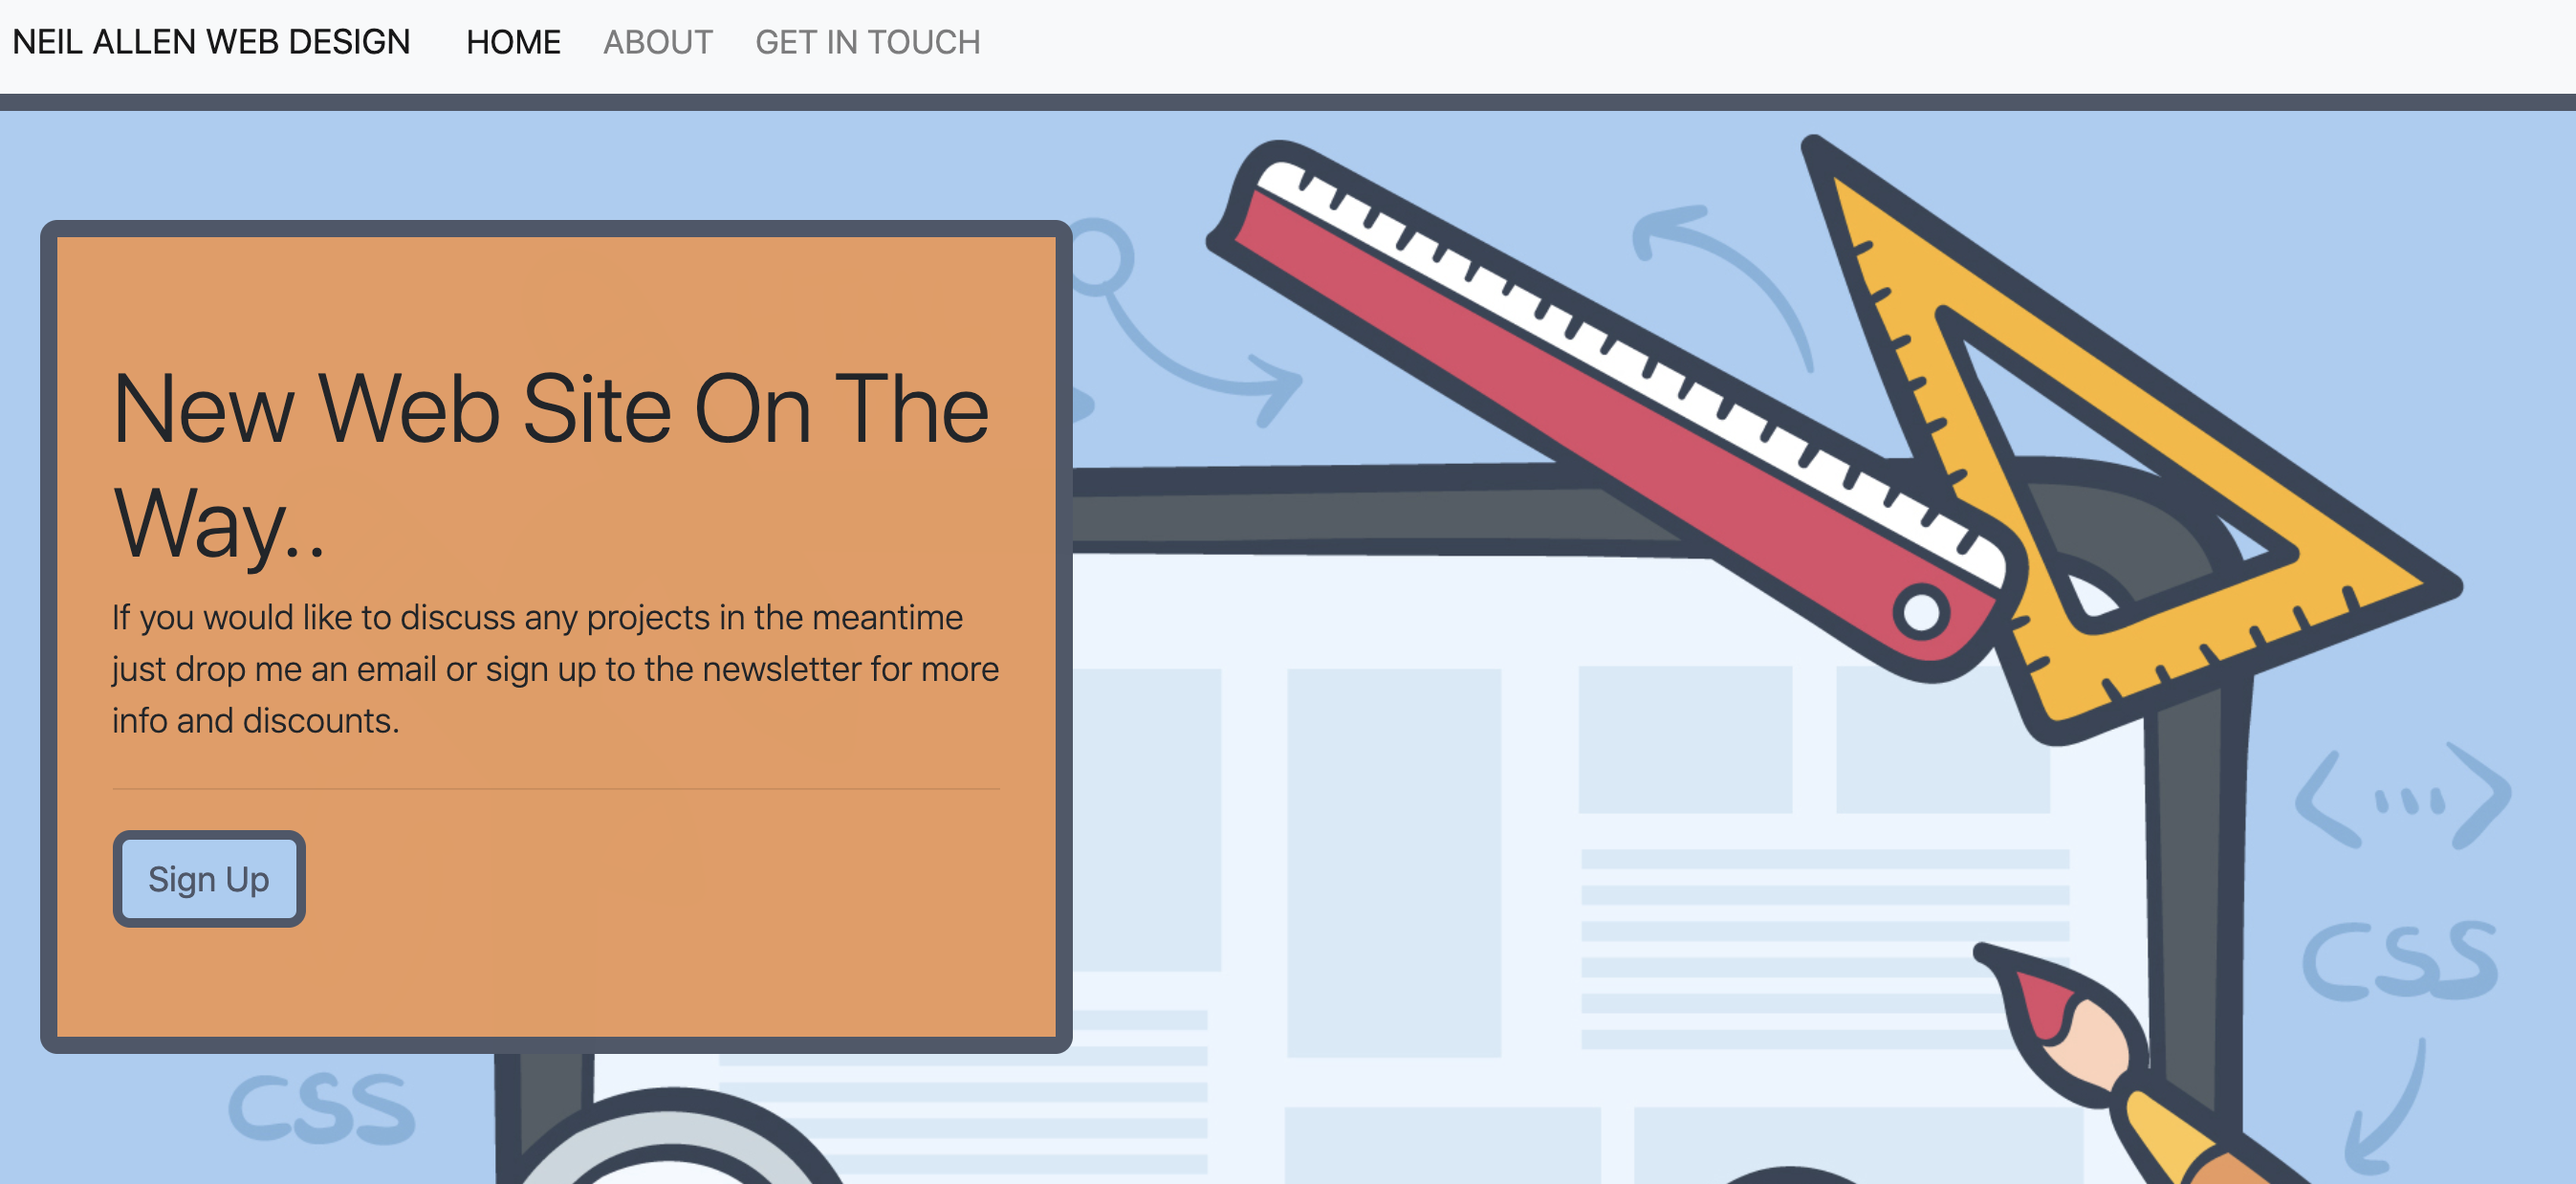 NEIL ALLEN WEB DESIGN HOME ABOUT GET IN TOUCH
New Web Site On The
Way..
If you would like to discuss any projects in the meantime
just drop me an email or sign up to the newsletter for more
info and discounts.
Sign Up
<...>
CSS
CSS